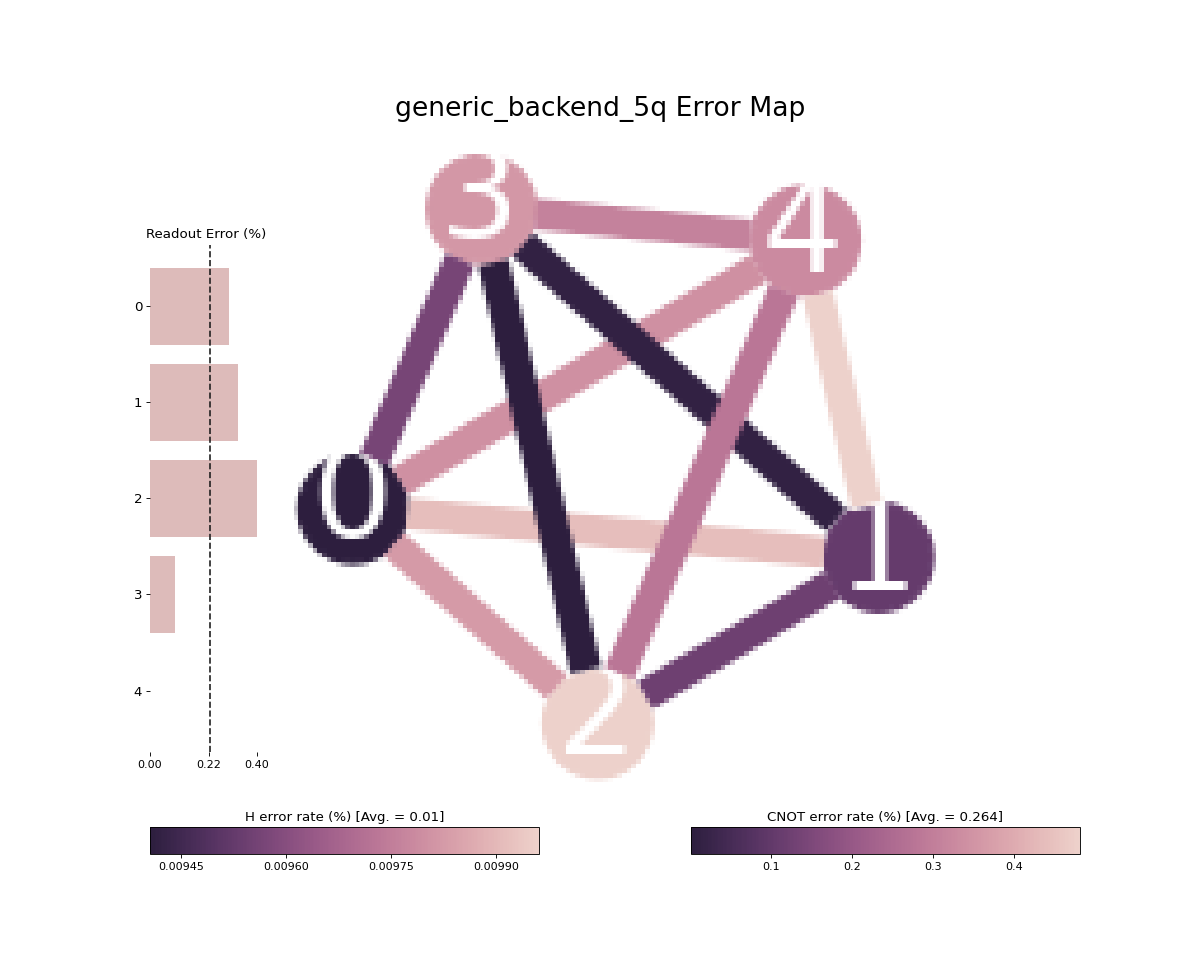 generic_backend_5q Error Map
Readout Error (%)
0
1
2
3
4
0.00 0.22 0.40
3
4
0
1
2
H error rate (%) [Avg. = 0.01]
0.00945 0.00960 0.00975 0.00990
CNOT error rate (%) [Avg. = 0.264]
0.1 0.2 0.3 0.4